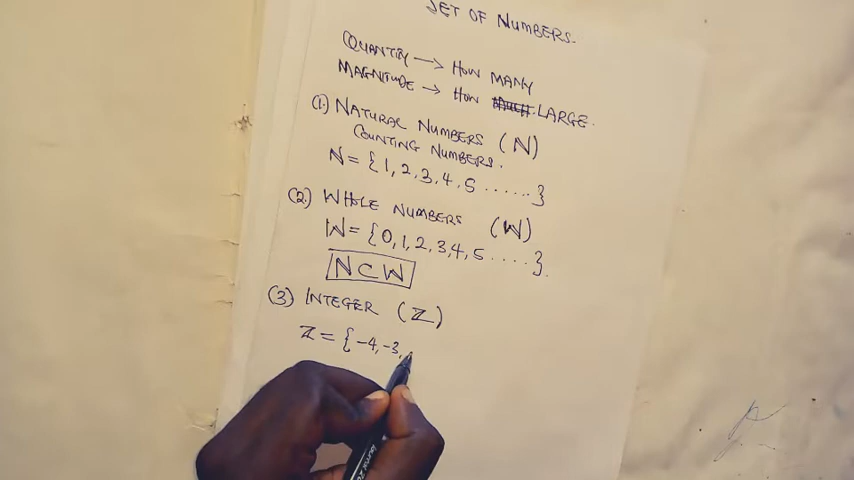 SET OF NUMBERS.
QUANTITY → HOW MANY
MAGNITUDE → HOW LARGE.
(1.) NATURAL NUMBERS (N)
COUNTING NUMBERS.
N = {1, 2, 3, 4, 5 ......}
(2.) WHOLE NUMBERS (W)
W = {0, 1, 2, 3, 4, 5 .....}.
N ⊂ W
(3) INTEGER (Z)
Z = {-4, -3,